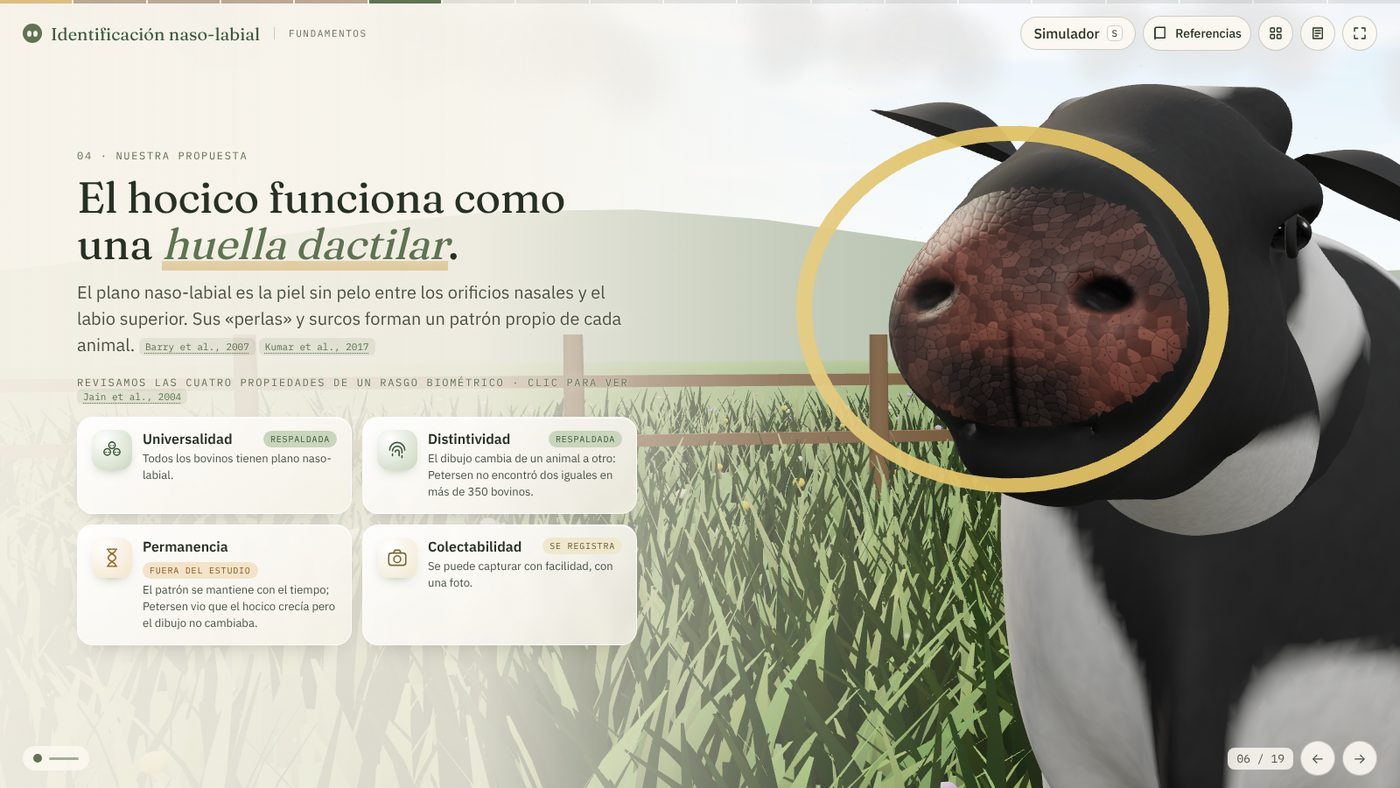 Identificación naso-labial
FUNDAMENTOS
Simulador S
Referencias
04 · NUESTRA PROPUESTA
El hocico funciona como
una huella dactilar.
El plano naso-labial es la piel sin pelo entre los orificios nasales y el
labio superior. Sus «perlas» y surcos forman un patrón propio de cada
animal. Barry et al., 2007 Kumar et al., 2017
REVISAMOS LAS CUATRO PROPIEDADES DE UN RASGO BIOMÉTRICO · CLIC PARA VER
Jain et al., 2004
Universalidad RESPALDADA
Todos los bovinos tienen plano naso-
labial.
Distintividad RESPALDADA
El dibujo cambia de un animal a otro:
Petersen no encontró dos iguales en
más de 350 bovinos.
Permanencia
FUERA DEL ESTUDIO
El patrón se mantiene con el tiempo;
Petersen vio que el hocico crecía pero
el dibujo no cambiaba.
Colectabilidad SE REGISTRA
Se puede capturar con facilidad, con
una foto.
06 / 19